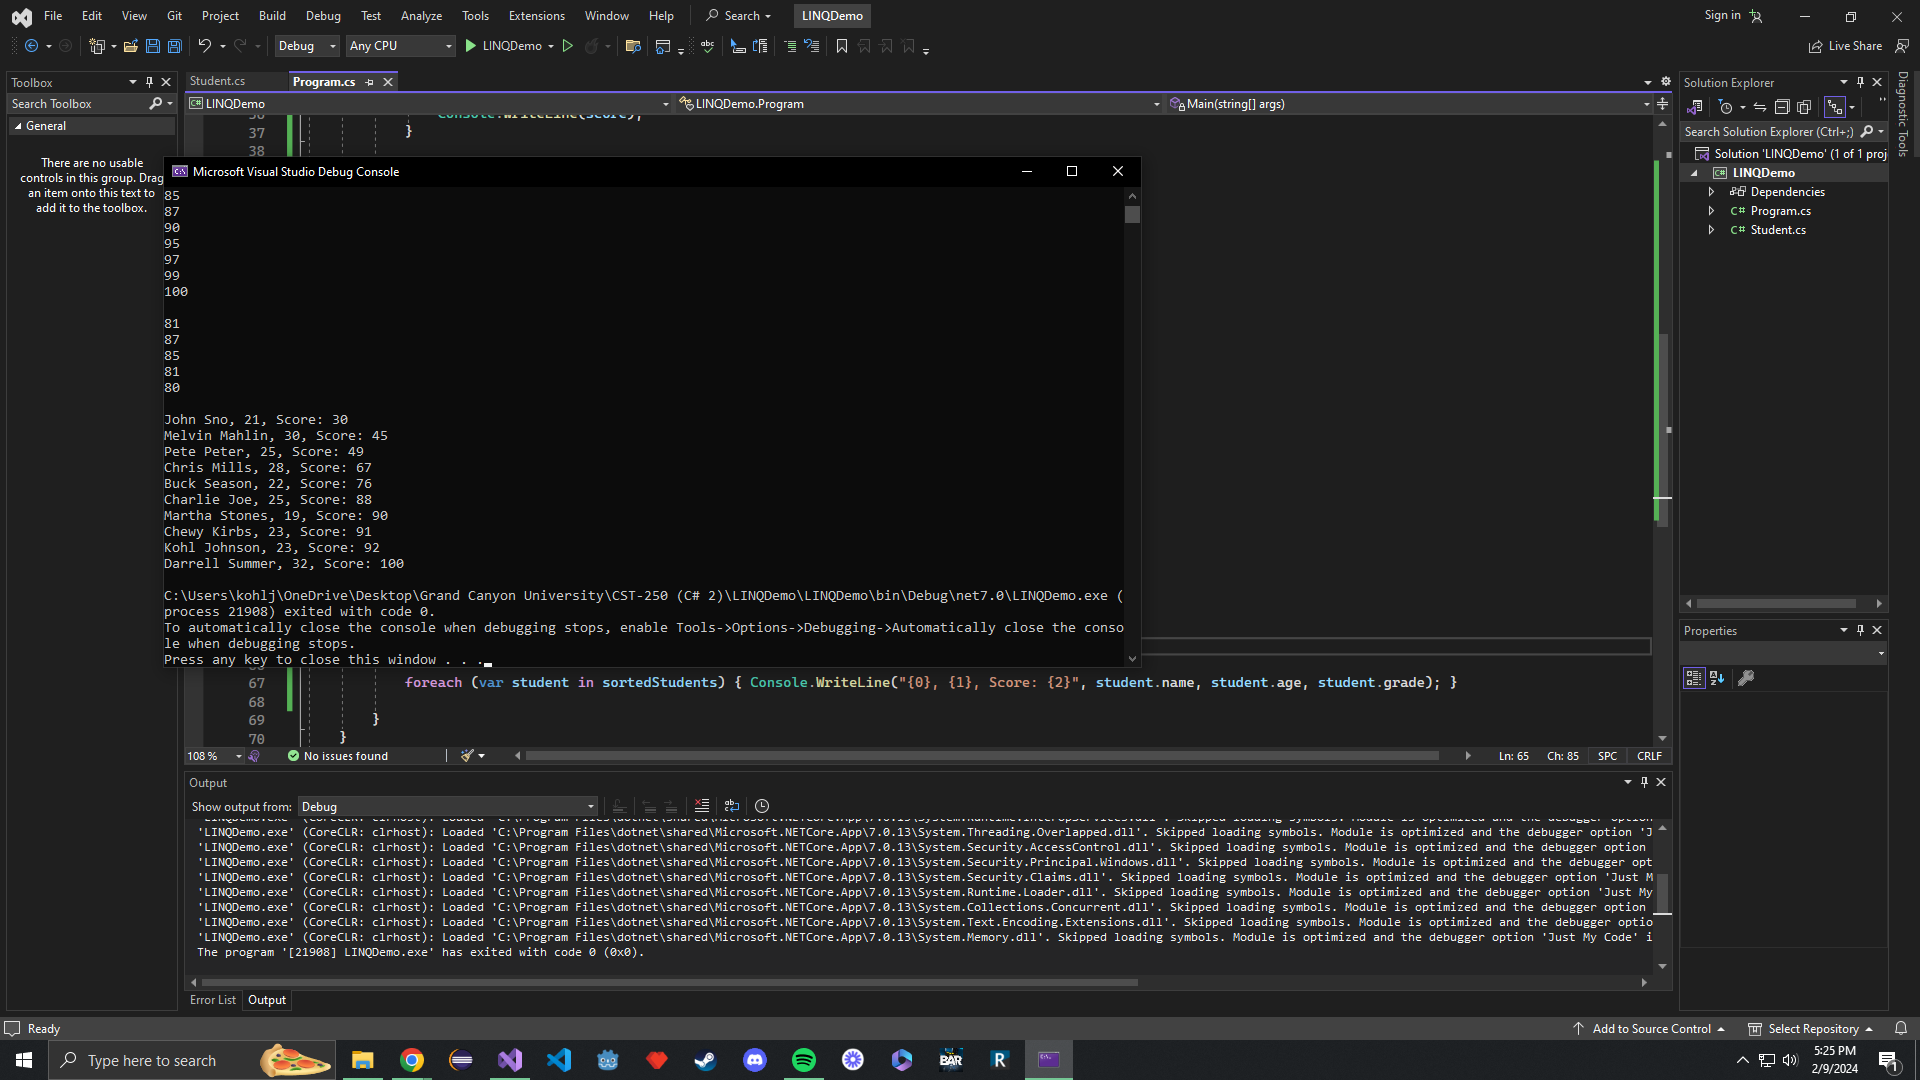 File Edit View Git Project Build Debug Test Analyze Tools Extensions Window Help Search LINQDemo Sign in
Debug Any CPU LINQDemo Live Share
Toolbox
Search Toolbox
General
There are no usable
controls in this group. Drag
an item onto this text to
add it to the toolbox.
Student.cs Program.cs
LINQDemo LINQDemo.Program Main(string[] args)
36 Console.WriteLine(score);
37 }
38
Microsoft Visual Studio Debug Console
85
87
90
95
97
99
100
81
87
85
81
80
John Sno, 21, Score: 30
Melvin Mahlin, 30, Score: 45
Pete Peter, 25, Score: 49
Chris Mills, 28, Score: 67
Buck Season, 22, Score: 76
Charlie Joe, 25, Score: 88
Martha Stones, 19, Score: 90
Chewy Kirbs, 23, Score: 91
Kohl Johnson, 23, Score: 92
Darrell Summer, 32, Score: 100
C:\Users\kohlj\OneDrive\Desktop\Grand Canyon University\CST-250 (C# 2)\LINQDemo\LINQDemo\bin\Debug\net7.0\LINQDemo.exe (
process 21908) exited with code 0.
To automatically close the console when debugging stops, enable Tools->Options->Debugging->Automatically close the conso
le when debugging stops.
Press any key to close this window . . .
67 foreach (var student in sortedStudents) { Console.WriteLine("{0}, {1}, Score: {2}", student.name, student.age, student.grade); }
68
69 }
70 }
108 % No issues found Ln: 65 Ch: 85 SPC CRLF
Output
Show output from: Debug
'LINQDemo.exe' (CoreCLR: clrhost): Loaded 'C:\Program Files\dotnet\shared\Microsoft.NETCore.App\7.0.13\System.Threading.Overlapped.dll'. Skipped loading symbols. Module is optimized and the debugger option 'J
'LINQDemo.exe' (CoreCLR: clrhost): Loaded 'C:\Program Files\dotnet\shared\Microsoft.NETCore.App\7.0.13\System.Security.AccessControl.dll'. Skipped loading symbols. Module is optimized and the debugger option
'LINQDemo.exe' (CoreCLR: clrhost): Loaded 'C:\Program Files\dotnet\shared\Microsoft.NETCore.App\7.0.13\System.Security.Principal.Windows.dll'. Skipped loading symbols. Module is optimized and the debugger opt
'LINQDemo.exe' (CoreCLR: clrhost): Loaded 'C:\Program Files\dotnet\shared\Microsoft.NETCore.App\7.0.13\System.Security.Claims.dll'. Skipped loading symbols. Module is optimized and the debugger option 'Just M
'LINQDemo.exe' (CoreCLR: clrhost): Loaded 'C:\Program Files\dotnet\shared\Microsoft.NETCore.App\7.0.13\System.Runtime.Loader.dll'. Skipped loading symbols. Module is optimized and the debugger option 'Just My
'LINQDemo.exe' (CoreCLR: clrhost): Loaded 'C:\Program Files\dotnet\shared\Microsoft.NETCore.App\7.0.13\System.Collections.Concurrent.dll'. Skipped loading symbols. Module is optimized and the debugger option
'LINQDemo.exe' (CoreCLR: clrhost): Loaded 'C:\Program Files\dotnet\shared\Microsoft.NETCore.App\7.0.13\System.Text.Encoding.Extensions.dll'. Skipped loading symbols. Module is optimized and the debugger optio
'LINQDemo.exe' (CoreCLR: clrhost): Loaded 'C:\Program Files\dotnet\shared\Microsoft.NETCore.App\7.0.13\System.Memory.dll'. Skipped loading symbols. Module is optimized and the debugger option 'Just My Code' i
The program '[21908] LINQDemo.exe' has exited with code 0 (0x0).
Error List Output
Solution Explorer
Search Solution Explorer (Ctrl+;)
Solution 'LINQDemo' (1 of 1 proj
LINQDemo
Dependencies
C# Program.cs
C# Student.cs
Properties
Diagnostic Tools
Ready Add to Source Control Select Repository
Type here to search BAR R 5:25 PM
2/9/2024 1